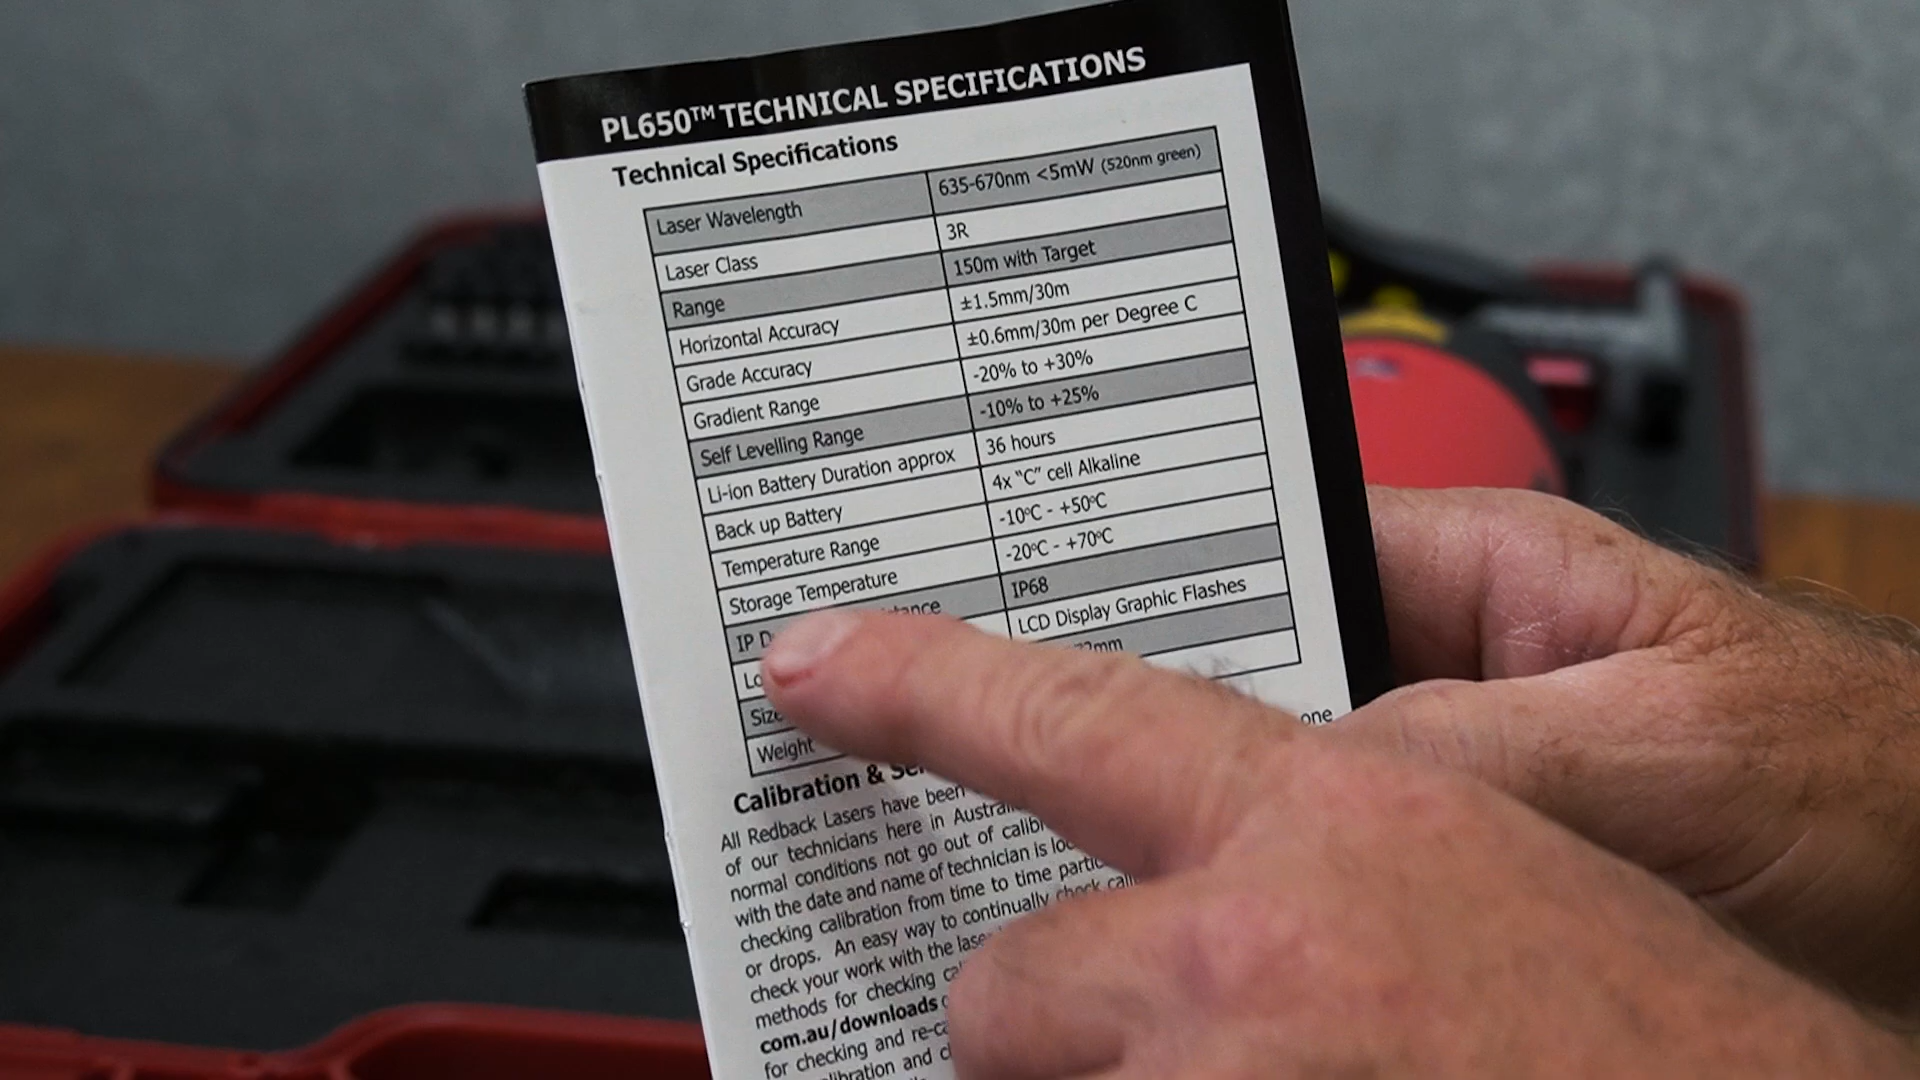 PL650™ TECHNICAL SPECIFICATIONS
Technical Specifications
Laser Wavelength 635-670nm <5mW (520nm green)
Laser Class 3R
Range 150m with Target
Horizontal Accuracy ±1.5mm/30m
Grade Accuracy ±0.6mm/30m per Degree C
Gradient Range -20% to +30%
Self Levelling Range -10% to +25%
Li-ion Battery Duration approx 36 hours
Back up Battery 4x "C" cell Alkaline
Temperature Range -10ºC - +50ºC
Storage Temperature -20ºC - +70ºC
IP IP68
LCD Display Graphic Flashes
Size
Weight
one
Calibration &
All Redback Lasers have been
of our technicians here in
normal conditions not go out of
with the date and name of technician is
checking calibration from time to time
or drops. An easy way to continually check
check your work with the
methods for checking
com.au/downloads
for checking and
and